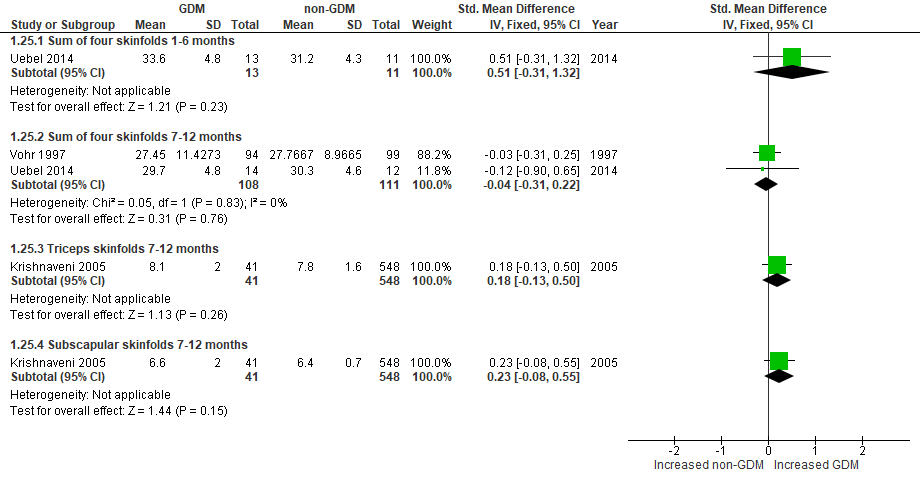 GDM non-GDM Std. Mean Difference Std. Mean Difference
Study or Subgroup Mean SD Total Mean SD Total Weight IV, Fixed, 95% CI Year IV, Fixed, 95% CI
1.25.1 Sum of four skinfolds 1-6 months
Uebel 2014 33.6 4.8 13 31.2 4.3 11 100.0% 0.51 [-0.31, 1.32] 2014
Subtotal (95% CI) 13 11 100.0% 0.51 [-0.31, 1.32]
Heterogeneity: Not applicable
Test for overall effect: Z = 1.21 (P = 0.23)
1.25.2 Sum of four skinfolds 7-12 months
Vohr 1997 27.45 11.4273 94 27.7667 8.9665 99 88.2% -0.03 [-0.31, 0.25] 1997
Uebel 2014 29.7 4.8 14 30.3 4.6 12 11.8% -0.12 [-0.90, 0.65] 2014
Subtotal (95% CI) 108 111 100.0% -0.04 [-0.31, 0.22]
Heterogeneity: Chi² = 0.05, df = 1 (P = 0.83); I² = 0%
Test for overall effect: Z = 0.31 (P = 0.76)
1.25.3 Triceps skinfolds 7-12 months
Krishnaveni 2005 8.1 2 41 7.8 1.6 548 100.0% 0.18 [-0.13, 0.50] 2005
Subtotal (95% CI) 41 548 100.0% 0.18 [-0.13, 0.50]
Heterogeneity: Not applicable
Test for overall effect: Z = 1.13 (P = 0.26)
1.25.4 Subscapular skinfolds 7-12 months
Krishnaveni 2005 6.6 2 41 6.4 0.7 548 100.0% 0.23 [-0.08, 0.55] 2005
Subtotal (95% CI) 41 548 100.0% 0.23 [-0.08, 0.55]
Heterogeneity: Not applicable
Test for overall effect: Z = 1.44 (P = 0.15)
-2 -1 0 1 2
Increased non-GDM Increased GDM